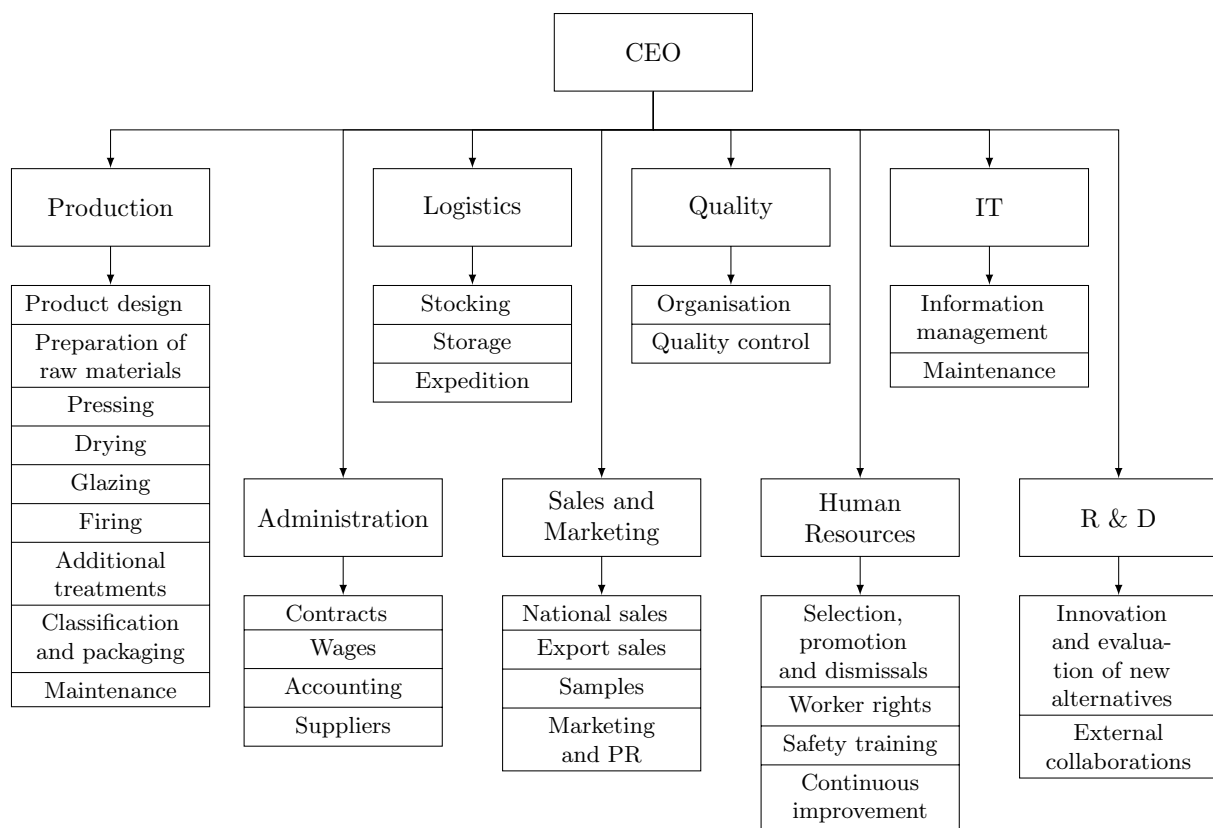 CEO
Production
Logistics
Quality
IT
Product design
Preparation of
raw materials
Pressing
Drying
Glazing
Firing
Additional
treatments
Classification
and packaging
Maintenance
Stocking
Storage
Expedition
Organisation
Quality control
Information
management
Maintenance
Administration
Sales and
Marketing
Human
Resources
R & D
Contracts
Wages
Accounting
Suppliers
National sales
Export sales
Samples
Marketing
and PR
Selection,
promotion
and dismissals
Worker rights
Safety training
Continuous
improvement
Innovation
and evalua-
tion of new
alternatives
External
collaborations